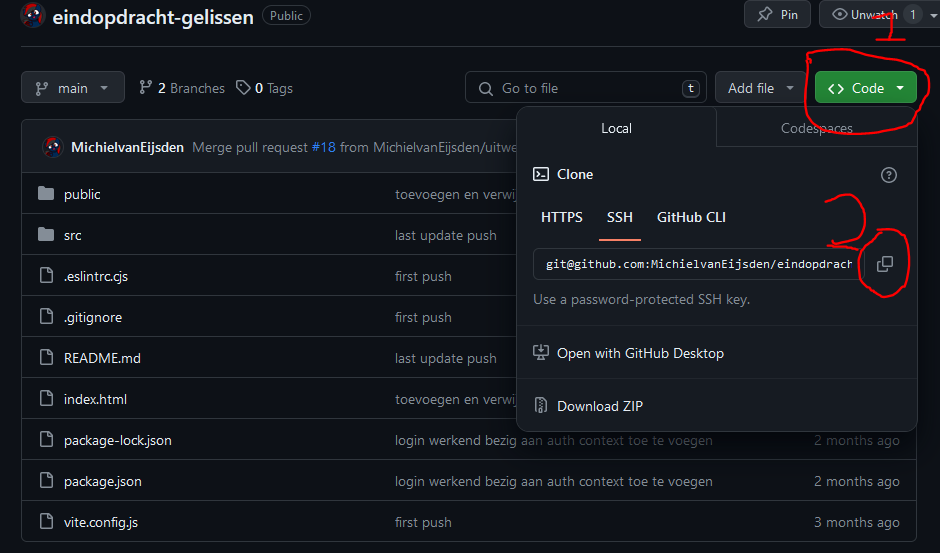 eindopdracht-gelissen Public Pin Unwatch 1
1
main 2 Branches 0 Tags Go to file t Add file <> Code
Local Codespaces
MichielvanEijsden Merge pull request #18 from MichielvanEijsden/uitwe
Clone
public toevoegen en verwij
HTTPS SSH GitHub CLI
2
src last update push
git@github.com:MichielvanEijsden/eindopdrach
.eslintrc.cjs first push
Use a password-protected SSH key.
.gitignore first push
Open with GitHub Desktop
README.md last update push
index.html toevoegen en verwij
Download ZIP
package-lock.json login werkend bezig aan auth context toe te voegen 2 months ago
package.json login werkend bezig aan auth context toe te voegen 2 months ago
vite.config.js first push 3 months ago